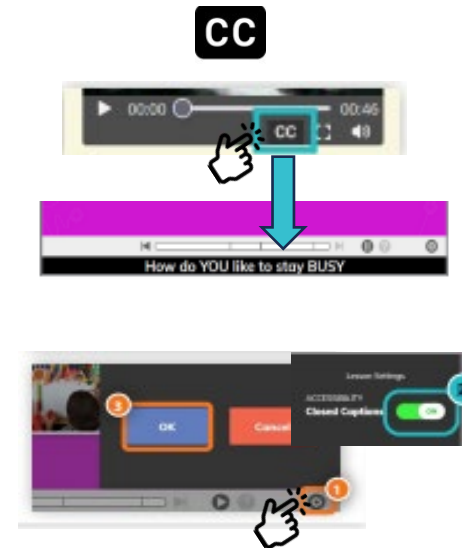 CC
00:00 00:46
CC
How do YOU like to stay BUSY
Lesson Settings
ACCESSIBILITY
Closed Captions ON
3
OK Cancel
1